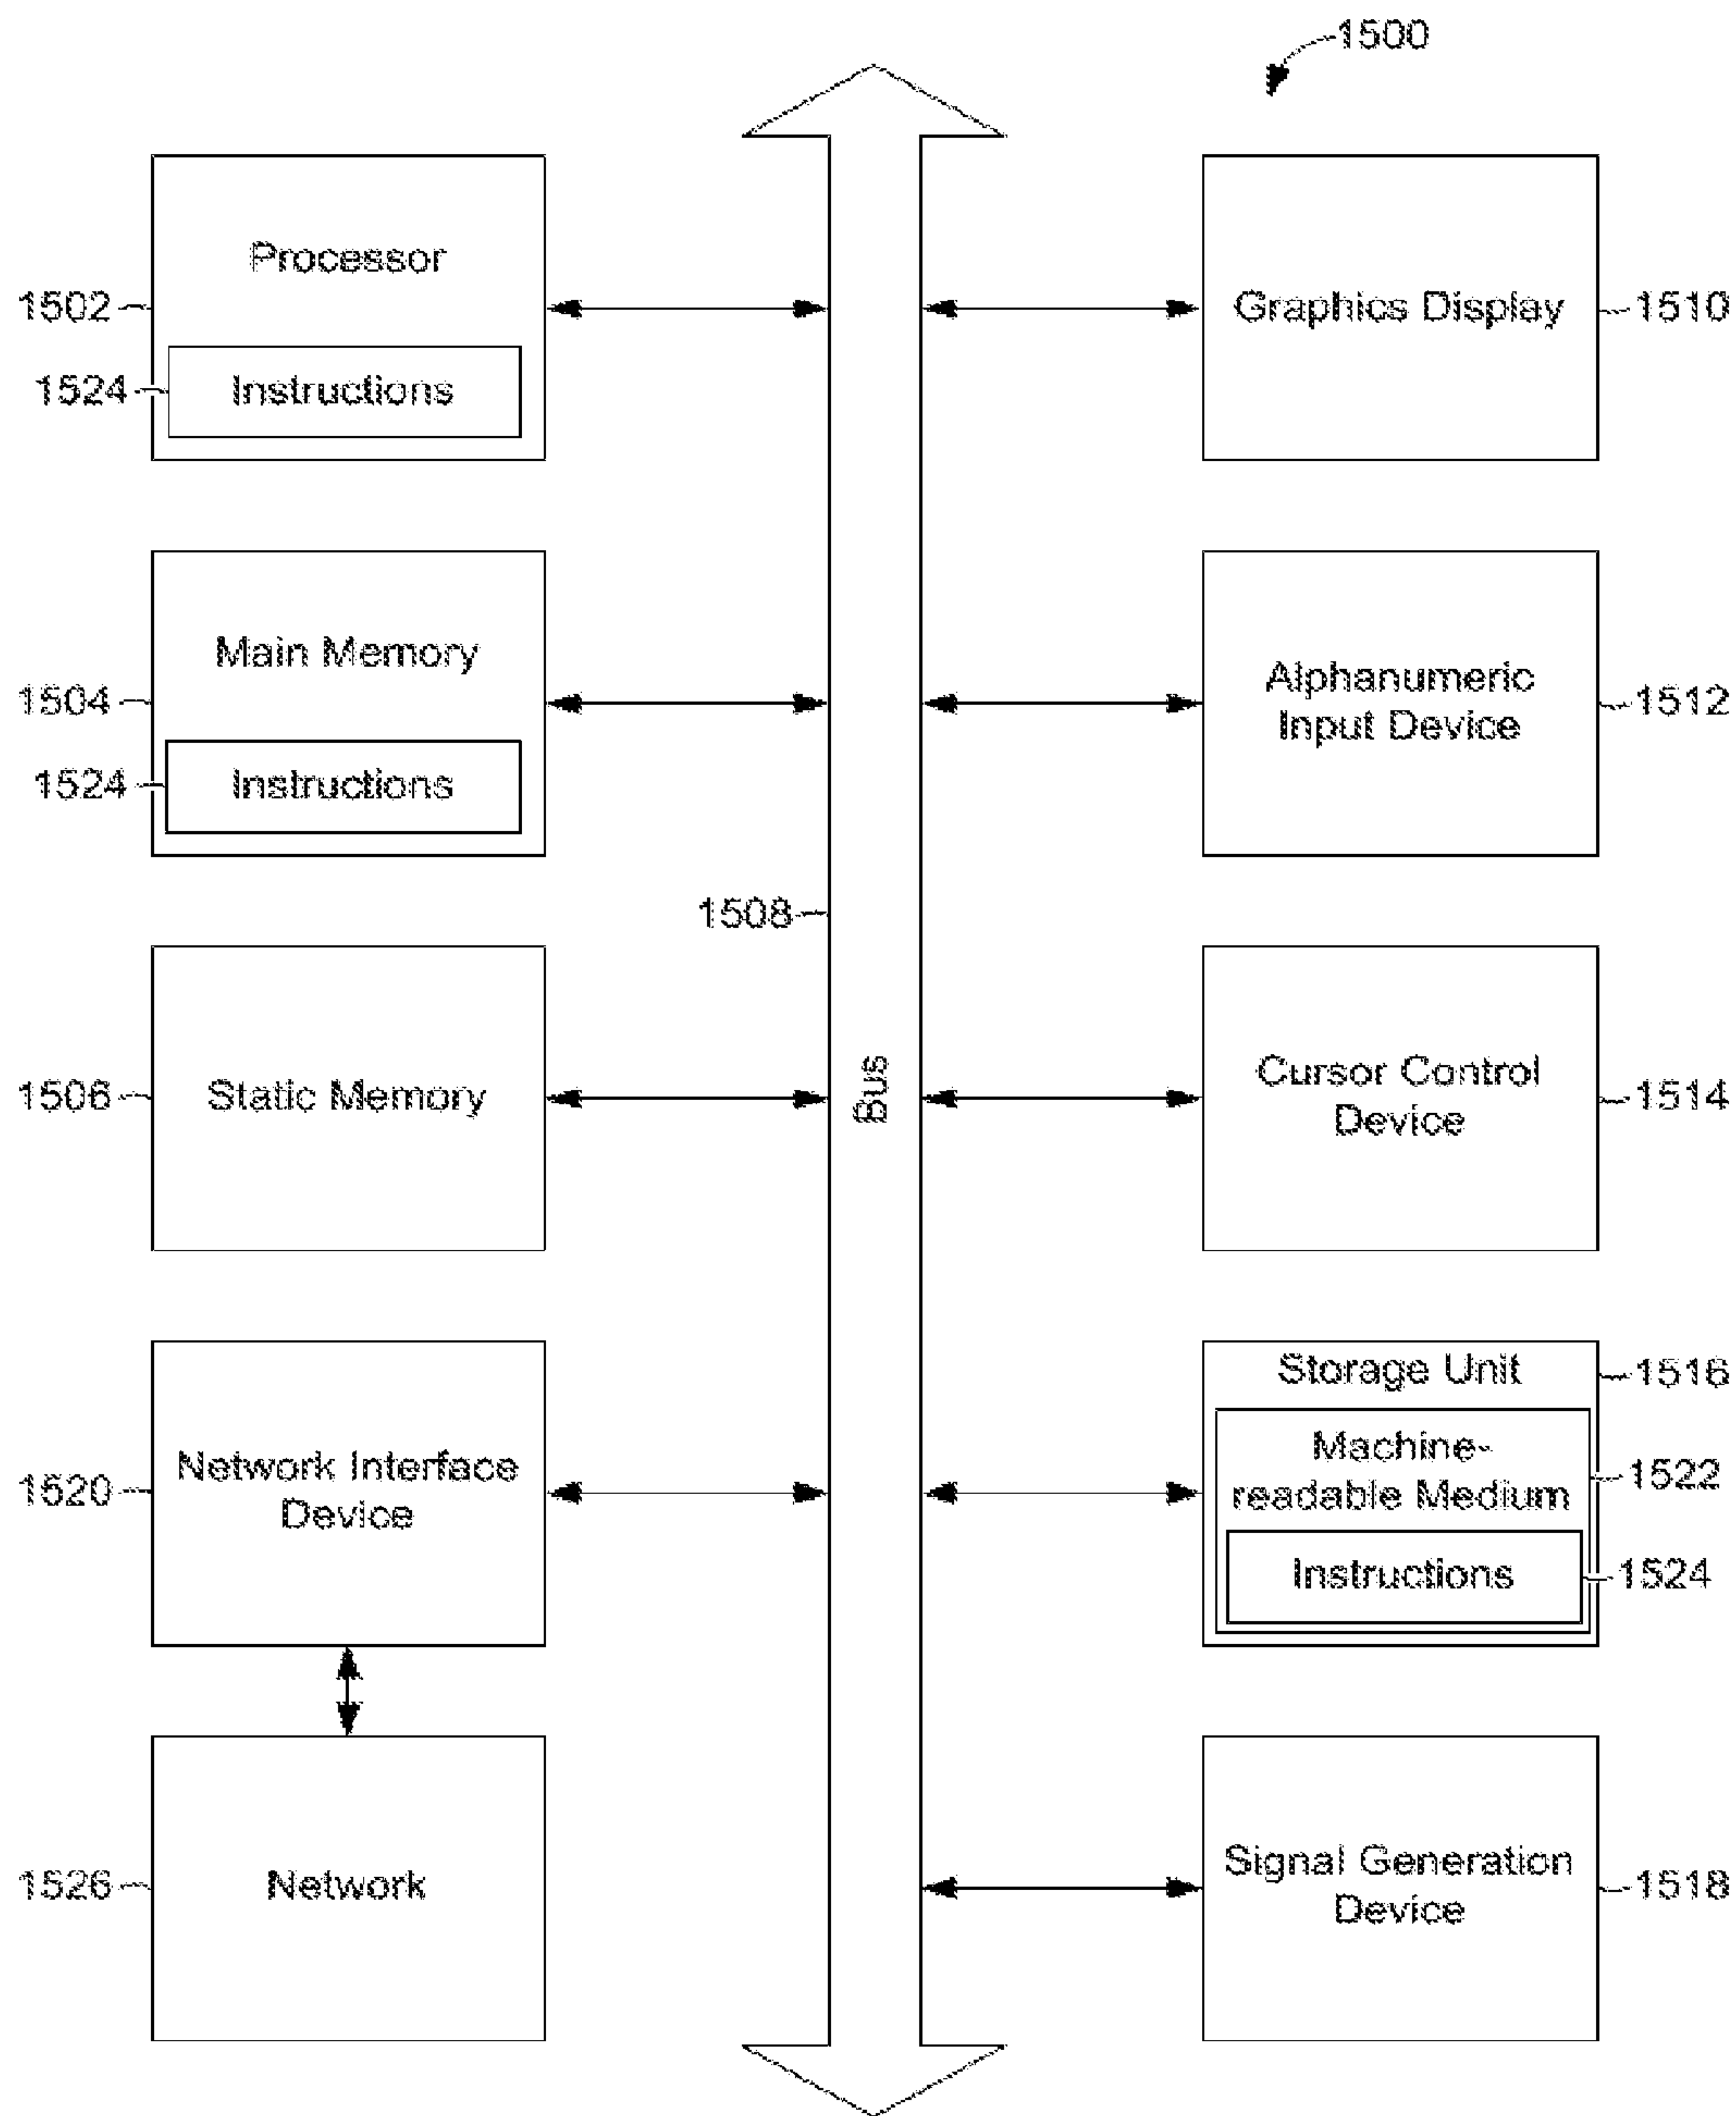 1500
Processor
1502
Instructions
1524
Graphics Display
1510
Main Memory
1504
Instructions
1524
Alphanumeric
Input Device
1512
1508
Bus
Static Memory
1506
Cursor Control
Device
1514
Network Interface
Device
1520
Storage Unit
1516
Machine-
readable Medium
1522
Instructions
1524
Network
1526
Signal Generation
Device
1518